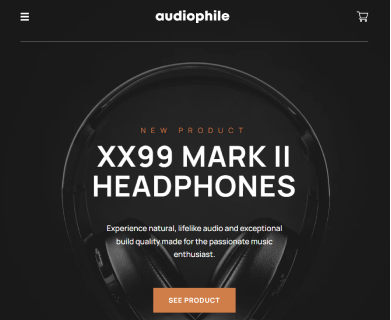 audiophile
NEW PRODUCT
XX99 MARK II
HEADPHONES
Experience natural, lifelike audio and exceptional
build quality made for the passionate music
enthusiast.
SEE PRODUCT